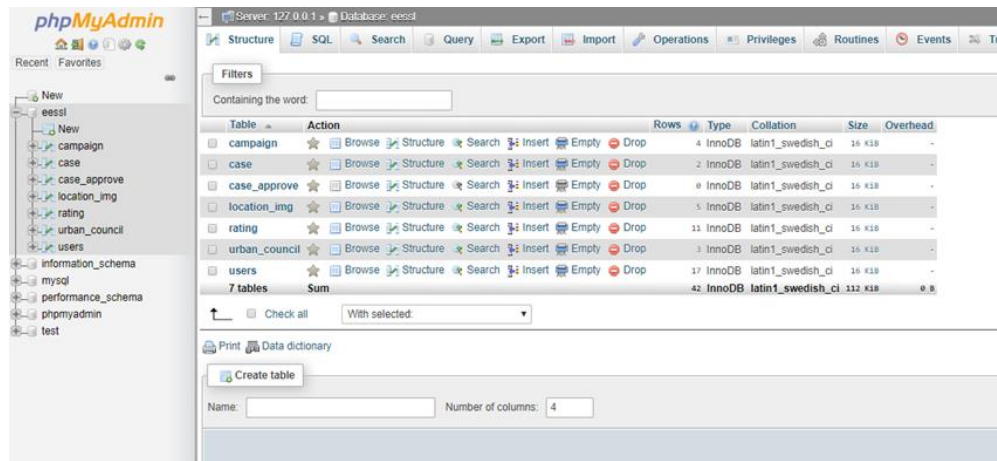 phpMyAdmin
Recent Favorites
New
eessl
New
campaign
case
case_approve
location_img
rating
urban_council
users
information_schema
mysql
performance_schema
phpmyadmin
test
Server: 127.0.0.1 » Database: eessl
Structure SQL Search Query Export Import Operations Privileges Routines Events
Filters
Containing the word:
Table Action Rows Type Collation Size Overhead
campaign Browse Structure Search Insert Empty Drop 4 InnoDB latin1_swedish_ci 16 KiB -
case Browse Structure Search Insert Empty Drop 2 InnoDB latin1_swedish_ci 16 KiB -
case_approve Browse Structure Search Insert Empty Drop 0 InnoDB latin1_swedish_ci 16 KiB -
location_img Browse Structure Search Insert Empty Drop 5 InnoDB latin1_swedish_ci 16 KiB -
rating Browse Structure Search Insert Empty Drop 11 InnoDB latin1_swedish_ci 16 KiB -
urban_council Browse Structure Search Insert Empty Drop 3 InnoDB latin1_swedish_ci 16 KiB -
users Browse Structure Search Insert Empty Drop 17 InnoDB latin1_swedish_ci 16 KiB -
7 tables Sum 42 InnoDB latin1_swedish_ci 112 KiB 0 B
Check all With selected:
Print Data dictionary
Create table
Name: Number of columns: 4